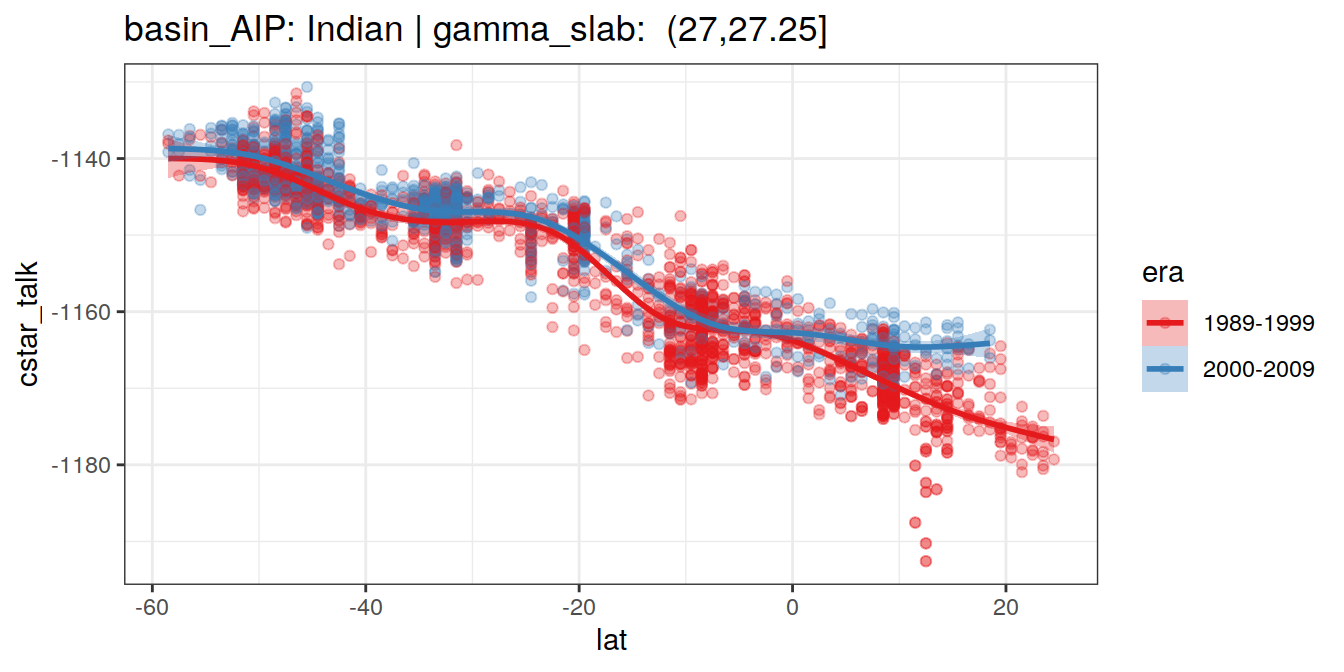 basin_AIP: Indian | gamma_slab:  (27,27.25]
cstar_talk
-1140
-1160
-1180
-60
-40
-20
0
20
lat
era
1989-1999
2000-2009